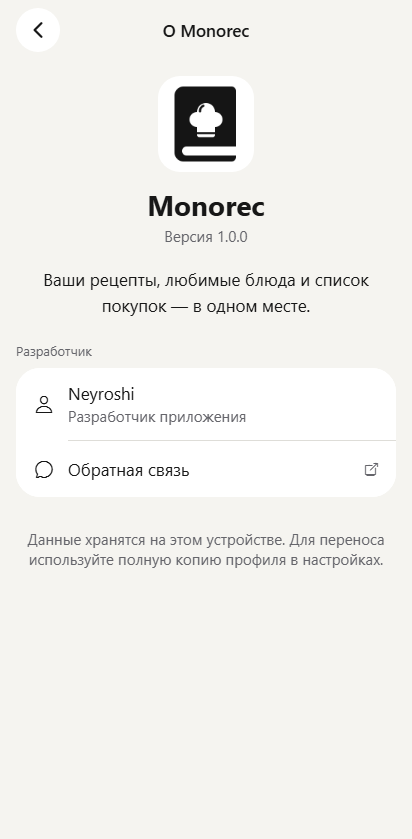 О Monorec
Monorec
Версия 1.0.0
Ваши рецепты, любимые блюда и список
покупок — в одном месте.
Разработчик
Neyroshi
Разработчик приложения
Обратная связь
Данные хранятся на этом устройстве. Для переноса
используйте полную копию профиля в настройках.